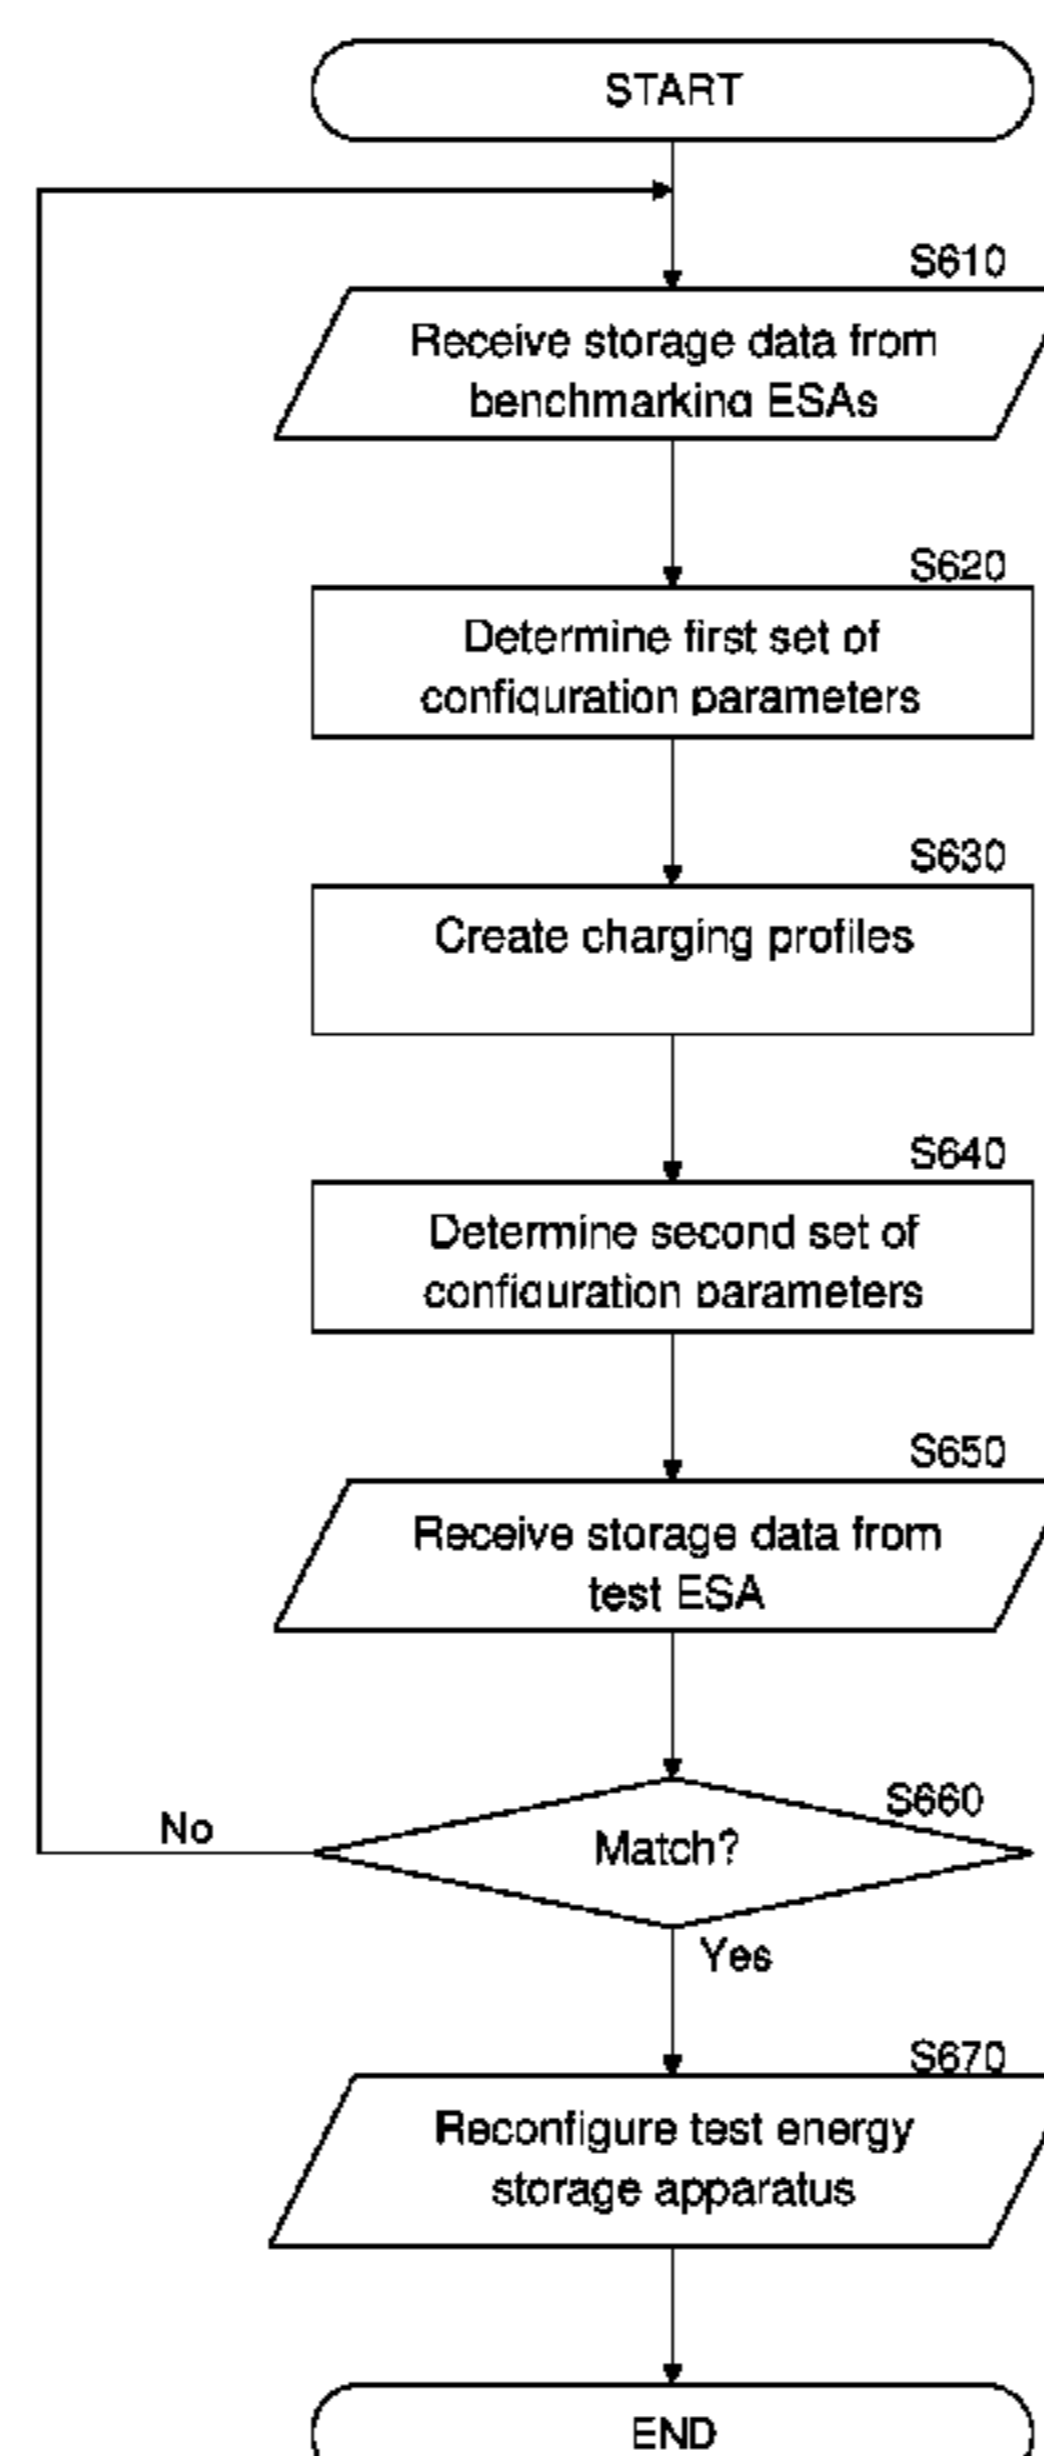 START
S610
Receive storage data from
benchmarking ESAs
S620
Determine first set of
configuration parameters
S630
Create charging profiles
S640
Determine second set of
configuration parameters
S650
Receive storage data from
test ESA
S660
Match?
No
Yes
S670
Reconfigure test energy
storage apparatus
END